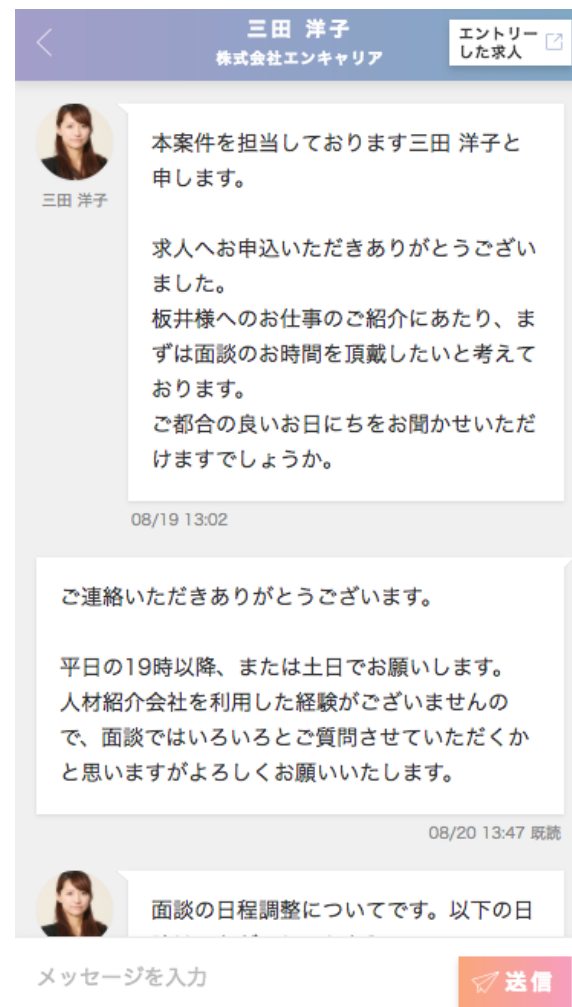 三田 洋子
株式会社エンキャリア
エントリー
した求人
三田 洋子
本案件を担当しております三田 洋子と
申します。
求人へお申込いただきありがとうござい
ました。
板井様へのお仕事のご紹介にあたり、ま
ずは面談のお時間を頂戴したいと考えて
おります。
ご都合の良いお日にちをお聞かせいただ
けますでしょうか。
08/19 13:02
ご連絡いただきありがとうございます。
平日の19時以降、または土日でお願いします。
人材紹介会社を利用した経験がございませんの
で、面談ではいろいろとご質問させていただくか
と思いますがよろしくお願いいたします。
08/20 13:47 既読
面談の日程調整についてです。以下の日
メッセージを入力
送信